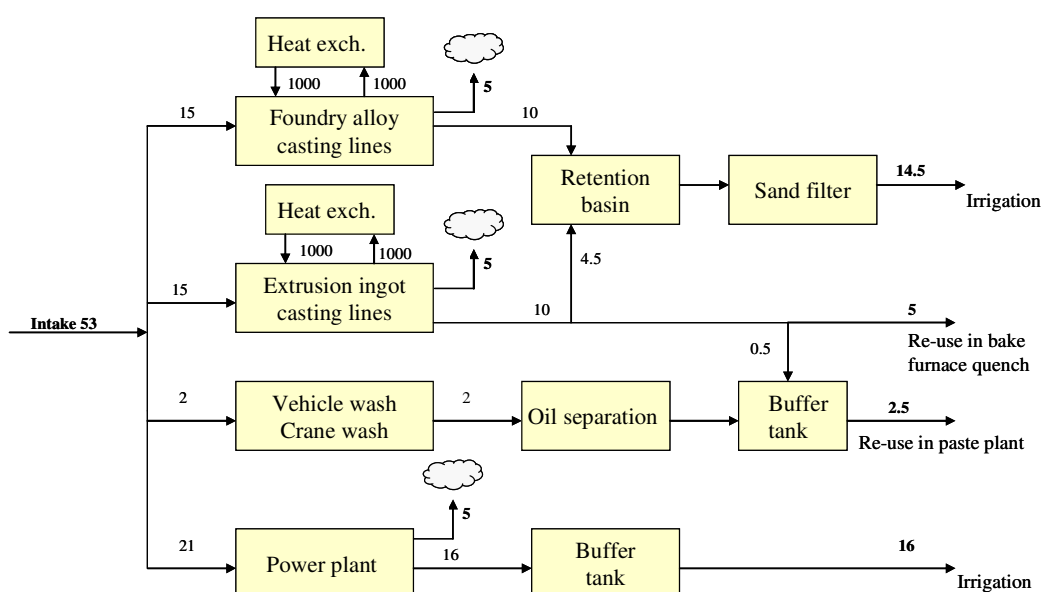 Heat exch.
1000
1000
5
15
Foundry alloy
casting lines
10
Retention
basin
Sand filter
14.5
Irrigation
Heat exch.
1000
1000
5
4.5
15
Extrusion ingot
casting lines
10
5
Re-use in bake
furnace quench
Intake 53
0.5
2
Vehicle wash
Crane wash
2
Oil separation
Buffer
tank
2.5
Re-use in paste plant
5
21
Power plant
16
Buffer
tank
16
Irrigation